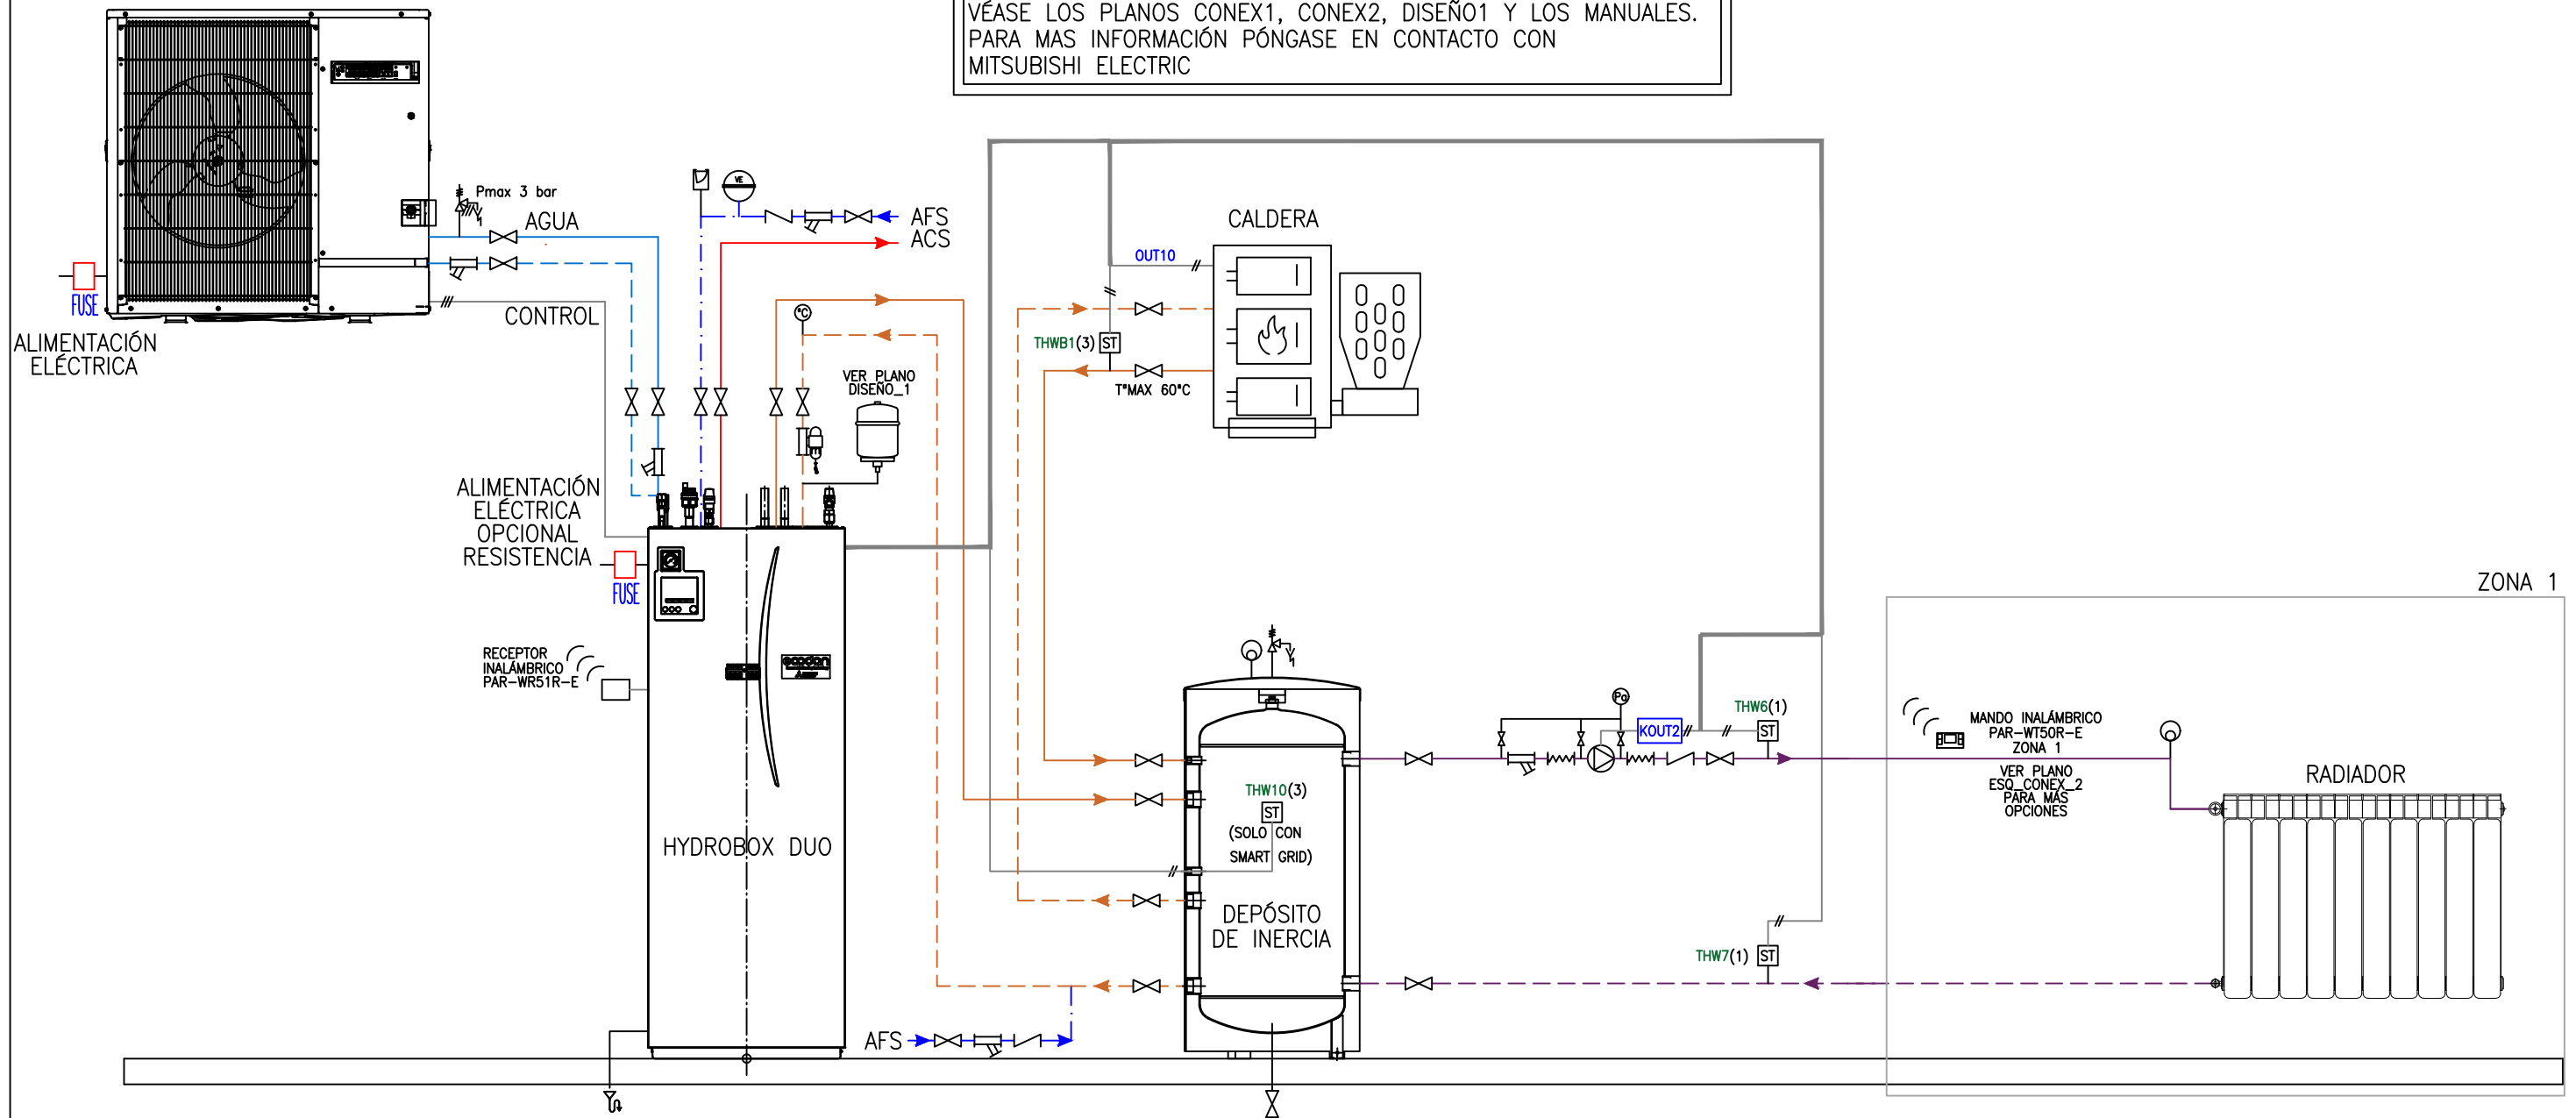 VÉASE LOS PLANOS CONEX1, CONEX2, DISEÑO1 Y LOS MANUALES.
PARA MAS INFORMACIÓN PÓNGASE EN CONTACTO CON
MITSUBISHI ELECTRIC
Pmax 3 bar
AGUA
VE
AFS
ACS
CALDERA
OUT10
FUSE
CONTROL
ALIMENTACIÓN
ELÉCTRICA
°C
THWB1(3) ST
VER PLANO
DISEÑO_1
TªMAX 60°C
ALIMENTACIÓN
ELÉCTRICA
OPCIONAL
RESISTENCIA
FUSE
ZONA 1
RECEPTOR
INALÁMBRICO
PAR-WR51R-E
ecodan
Pa
KOUT2
THW6(1)
ST
MANDO INALÁMBRICO
PAR-WT50R-E
ZONA 1
VER PLANO
ESQ_CONEX_2
PARA MÁS
OPCIONES
RADIADOR
THW10(3)
ST
(SOLO CON
SMART GRID)
HYDROBOX DUO
DEPÓSITO
DE INERCIA
THW7(1) ST
AFS